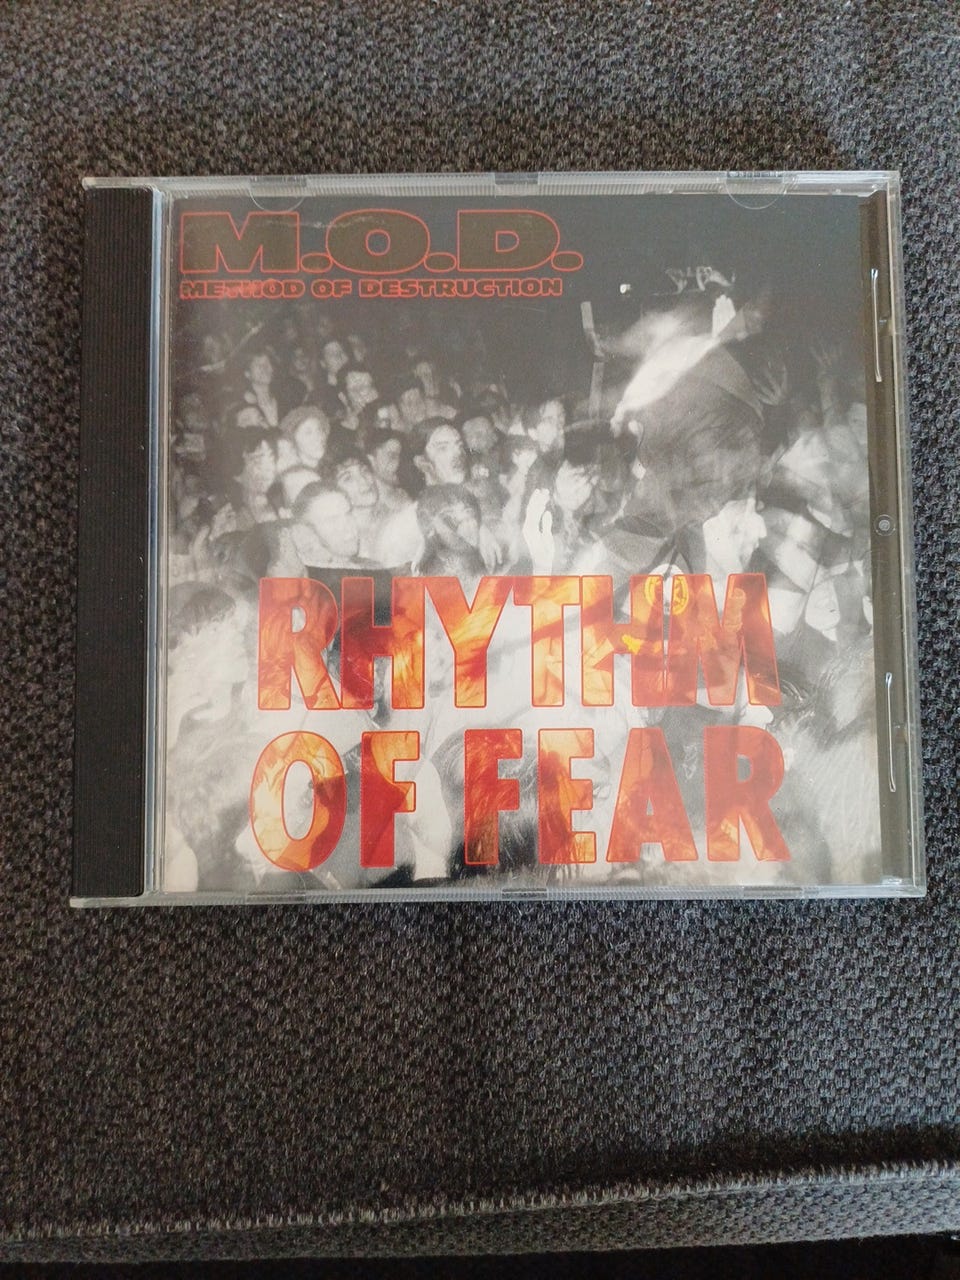 M.O.D.
METHOD OF DESTRUCTION
RHYTHM
OF FEAR